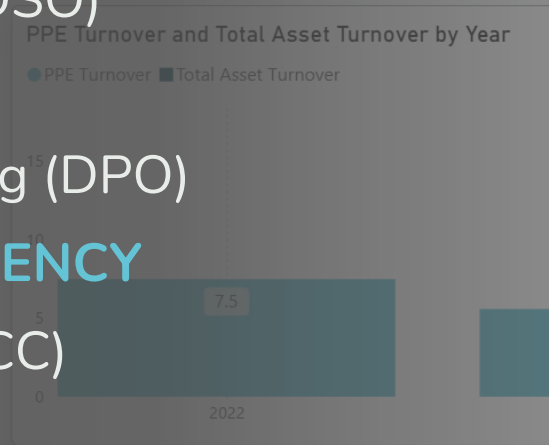 DSO)
PPE Turnover and Total Asset Turnover by Year
PPE Turnover Total Asset Turnover
15
g (DPO)
10
ENCY
7.5
5
CC)
0
2022